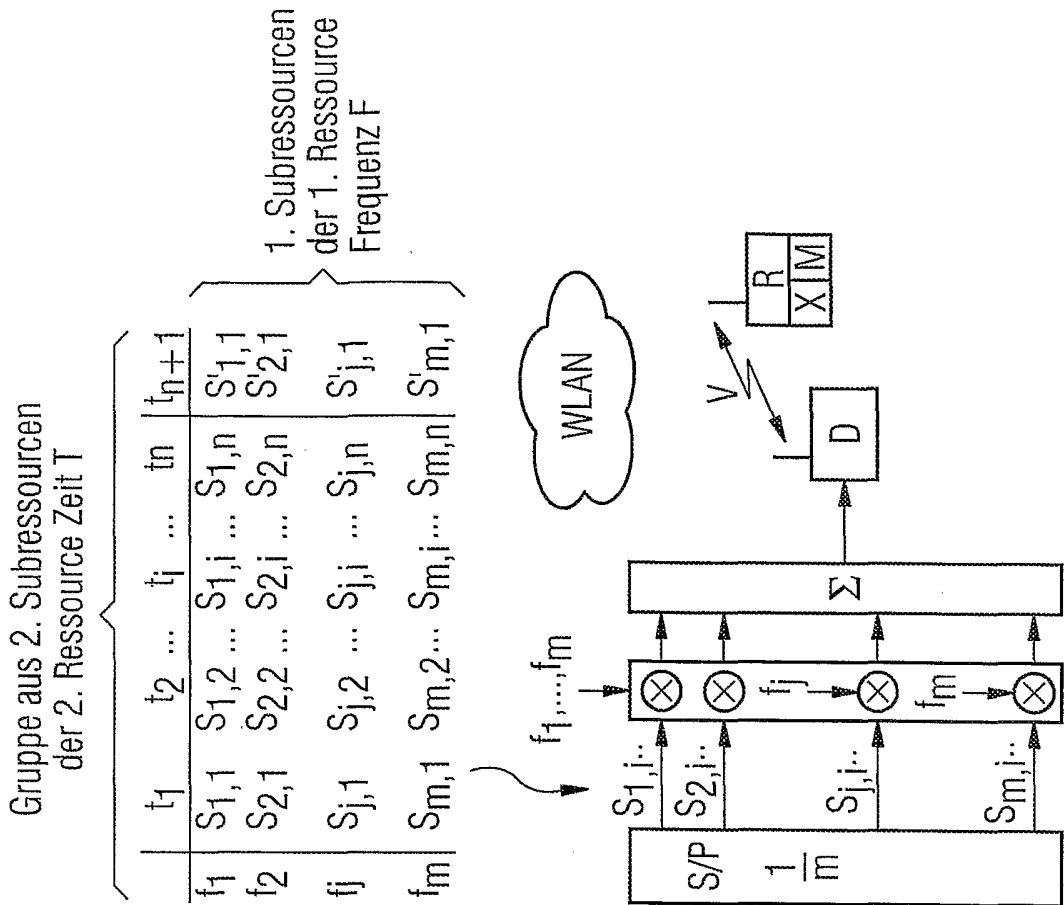 Gruppe aus 2. Subressourcen
der 2. Ressource Zeit T
t1 t2 ... ti ... tn tn+1
f1 S1,1 S1,2 ... S1,i ... S1,n S'1,1
f2 S2,1 S2,2 ... S2,i ... S2,n S'2,1
fj Sj,1 Sj,2 ... Sj,i ... Sj,n S'j,1
fm Sm,1 Sm,2 ... Sm,i ... Sm,n S'm,1
1. Subressourcen
der 1. Ressource
Frequenz F
WLAN
S/P
1
m
S1,i..
S2,i..
Sj,i..
Sm,i..
f1,...,fm
fj
fm
Σ
D
V
R
X M